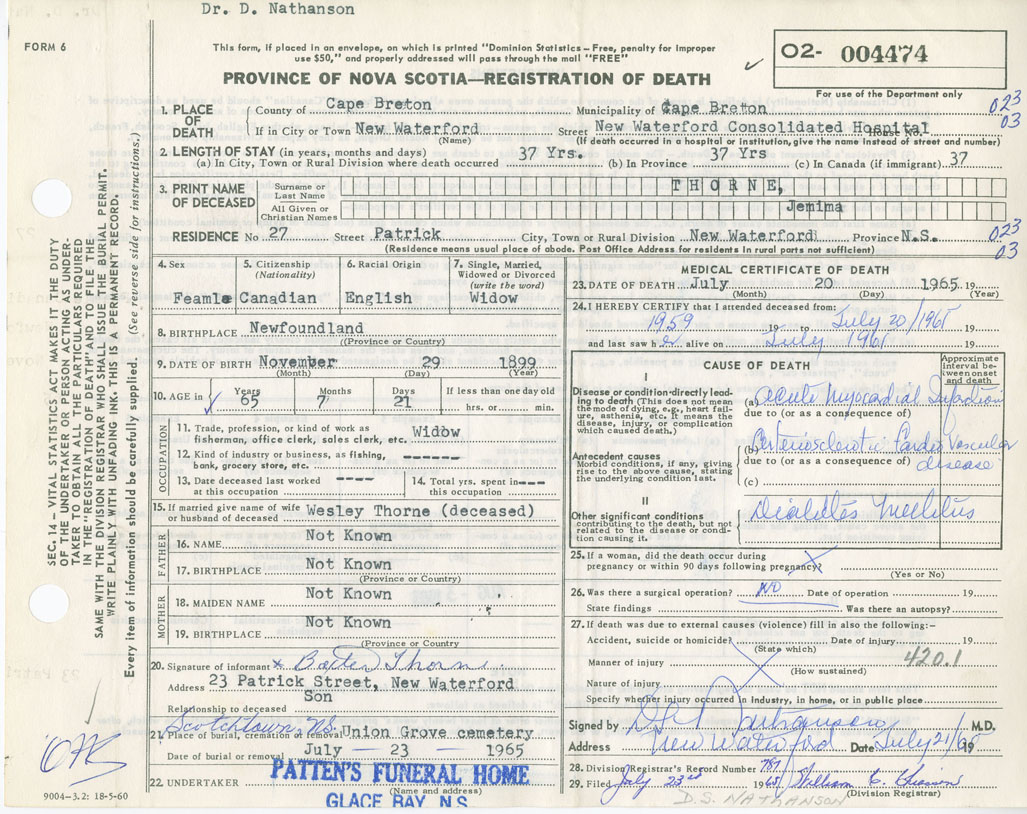 Dr. D. Nathanson
FORM 6
This form, if placed in an envelope, on which is printed "Dominion Statistics – Free, penalty for improper
use $50," and properly addressed will pass through the mail "FREE"
PROVINCE OF NOVA SCOTIA—REGISTRATION OF DEATH
02- 004474
For use of the Department only
023
03
1. PLACE OF DEATH
County of Cape Breton Municipality of Cape Breton
If in City or Town New Waterford Street New Waterford Consolidated Hospital House No.
(Name) (If death occurred in a hospital or institution, give the name instead of street and number)
2. LENGTH OF STAY (in years, months and days)
(a) In City, Town or Rural Division where death occurred 37 Yrs. (b) In Province 37 Yrs (c) In Canada (if immigrant) 37
3. PRINT NAME OF DECEASED
Surname or Last Name THORNE,
All Given or Christian Names Jemima
RESIDENCE No. 27 Street Patrick City, Town or Rural Division New Waterford Province N.S.
(Residence means usual place of abode. Post Office Address for residents in rural parts not sufficient)
023
03
4. Sex Feamle
5. Citizenship (Nationality) Canadian
6. Racial Origin English
7. Single, Married, Widowed or Divorced (write the word) Widow
8. BIRTHPLACE Newfoundland
(Province or Country)
9. DATE OF BIRTH November 29 1899
(Month) (Day) (Year)
10. AGE in Years 65 Months 7 Days 21 If less than one day old hrs. or min.
OCCUPATION
11. Trade, profession, or kind of work as fisherman, office clerk, sales clerk, etc. Widow
12. Kind of industry or business, as fishing, bank, grocery store, etc. ------
13. Date deceased last worked at this occupation ----
14. Total yrs. spent in this occupation ----
15. If married give name of wife or husband of deceased Wesley Thorne (deceased)
FATHER
16. NAME Not Known
17. BIRTHPLACE Not Known
(Province or Country)
MOTHER
18. MAIDEN NAME Not Known
19. BIRTHPLACE Not Known
(Province or Country)
20. Signature of informant x Baxter Thorne
Address 23 Patrick Street, New Waterford
Relationship to deceased Son
Scotchtown, N.S.
21. Place of burial, cremation or removal Union Grove cemetery
Date of burial or removal July — 23 — 1965
22. UNDERTAKER PATTEN'S FUNERAL HOME
(Name and address)
GLACE BAY, N.S.
MEDICAL CERTIFICATE OF DEATH
23. DATE OF DEATH July 20 1965 19
(Month) (Day) (Year)
24. I HEREBY CERTIFY that I attended deceased from:
1959 19 to July 20/1965 19
and last saw her alive on July 1965 19
CAUSE OF DEATH
Approximate interval between onset and death
I
Disease or condition directly leading to death (This does not mean the mode of dying, e.g., heart failure, asthenia, etc. It means the disease, injury, or complication which caused death.)
(a) Acute Myocardial Infarction
due to (or as a consequence of)
Antecedent causes
Morbid conditions, if any, giving rise to the above cause, stating the underlying condition last.
(b) Arteriosclerotic Cardio Vascular disease
due to (or as a consequence of)
(c)
II
Other significant conditions contributing to the death, but not related to the disease or condition causing it.
Diabetes Mellitus
25. If a woman, did the death occur during
pregnancy or within 90 days following pregnancy?
(Yes or No)
26. Was there a surgical operation? NO Date of operation 19
State findings Was there an autopsy?
27. If death was due to external causes (violence) fill in also the following:–
Accident, suicide or homicide? Date of injury 19
(State which)
Manner of injury 420.1
(How sustained)
Nature of injury
Specify whether injury occurred in industry, in home, or in public place
Signed by D. Nathanson M.D.
Address New Waterford Date July 21/65 19
28. Division Registrar's Record Number 787
29. Filed July 23rd 1965 William C.
(Division Registrar)
D.S. NATHANSON
SEC. 14 – VITAL STATISTICS ACT MAKES IT THE DUTY
OF THE UNDERTAKER OR PERSON ACTING AS UNDER-
TAKER TO OBTAIN ALL THE PARTICULARS REQUIRED
IN THE "REGISTRATION OF DEATH" AND TO FILE THE
SAME WITH THE DIVISION REGISTRAR WHO SHALL ISSUE THE BURIAL PERMIT.
WRITE PLAINLY WITH UNFADING INK. THIS IS A PERMANENT RECORD.
Every item of information should be carefully supplied. (See reverse side for instructions.)
9004–3.2: 18-5-60